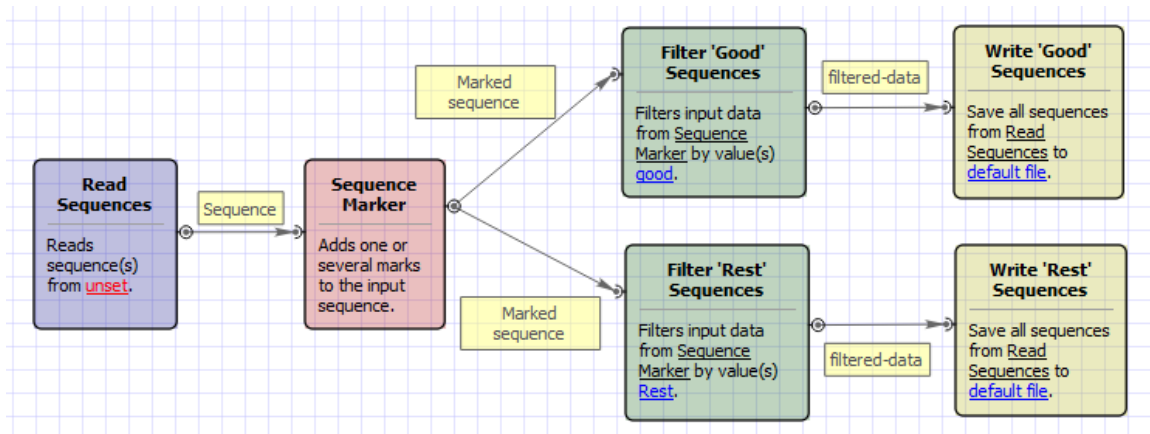 Read
Sequences
Reads
sequence(s)
from unset.
Sequence
Sequence
Marker
Adds one or
several marks
to the input
sequence.
Marked
sequence
Filter 'Good'
Sequences
Filters input data
from Sequence
Marker by value(s)
good.
filtered-data
Write 'Good'
Sequences
Save all sequences
from Read
Sequences to
default file.
Marked
sequence
Filter 'Rest'
Sequences
Filters input data
from Sequence
Marker by value(s)
Rest.
filtered-data
Write 'Rest'
Sequences
Save all sequences
from Read
Sequences to
default file.